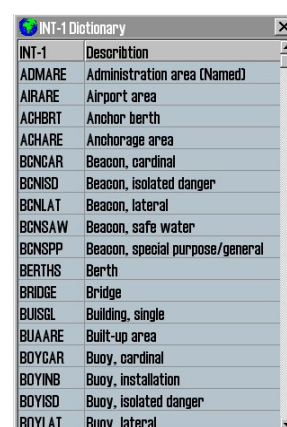 INT-1 Dictionary
INT-1 Describtion
ADMARE Administration area (Named)
AIRARE Airport area
ACHBRT Anchor berth
ACHARE Anchorage area
BCNCAR Beacon, cardinal
BCNISD Beacon, isolated danger
BCNLAT Beacon, lateral
BCNSAW Beacon, safe water
BCNSPP Beacon, special purpose/general
BERTHS Berth
BRIDGE Bridge
BUISGL Building, single
BUAARE Built-up area
BOYCAR Buoy, cardinal
BOYINB Buoy, installation
BOYISD Buoy, isolated danger
BOYLAT Buoy, lateral